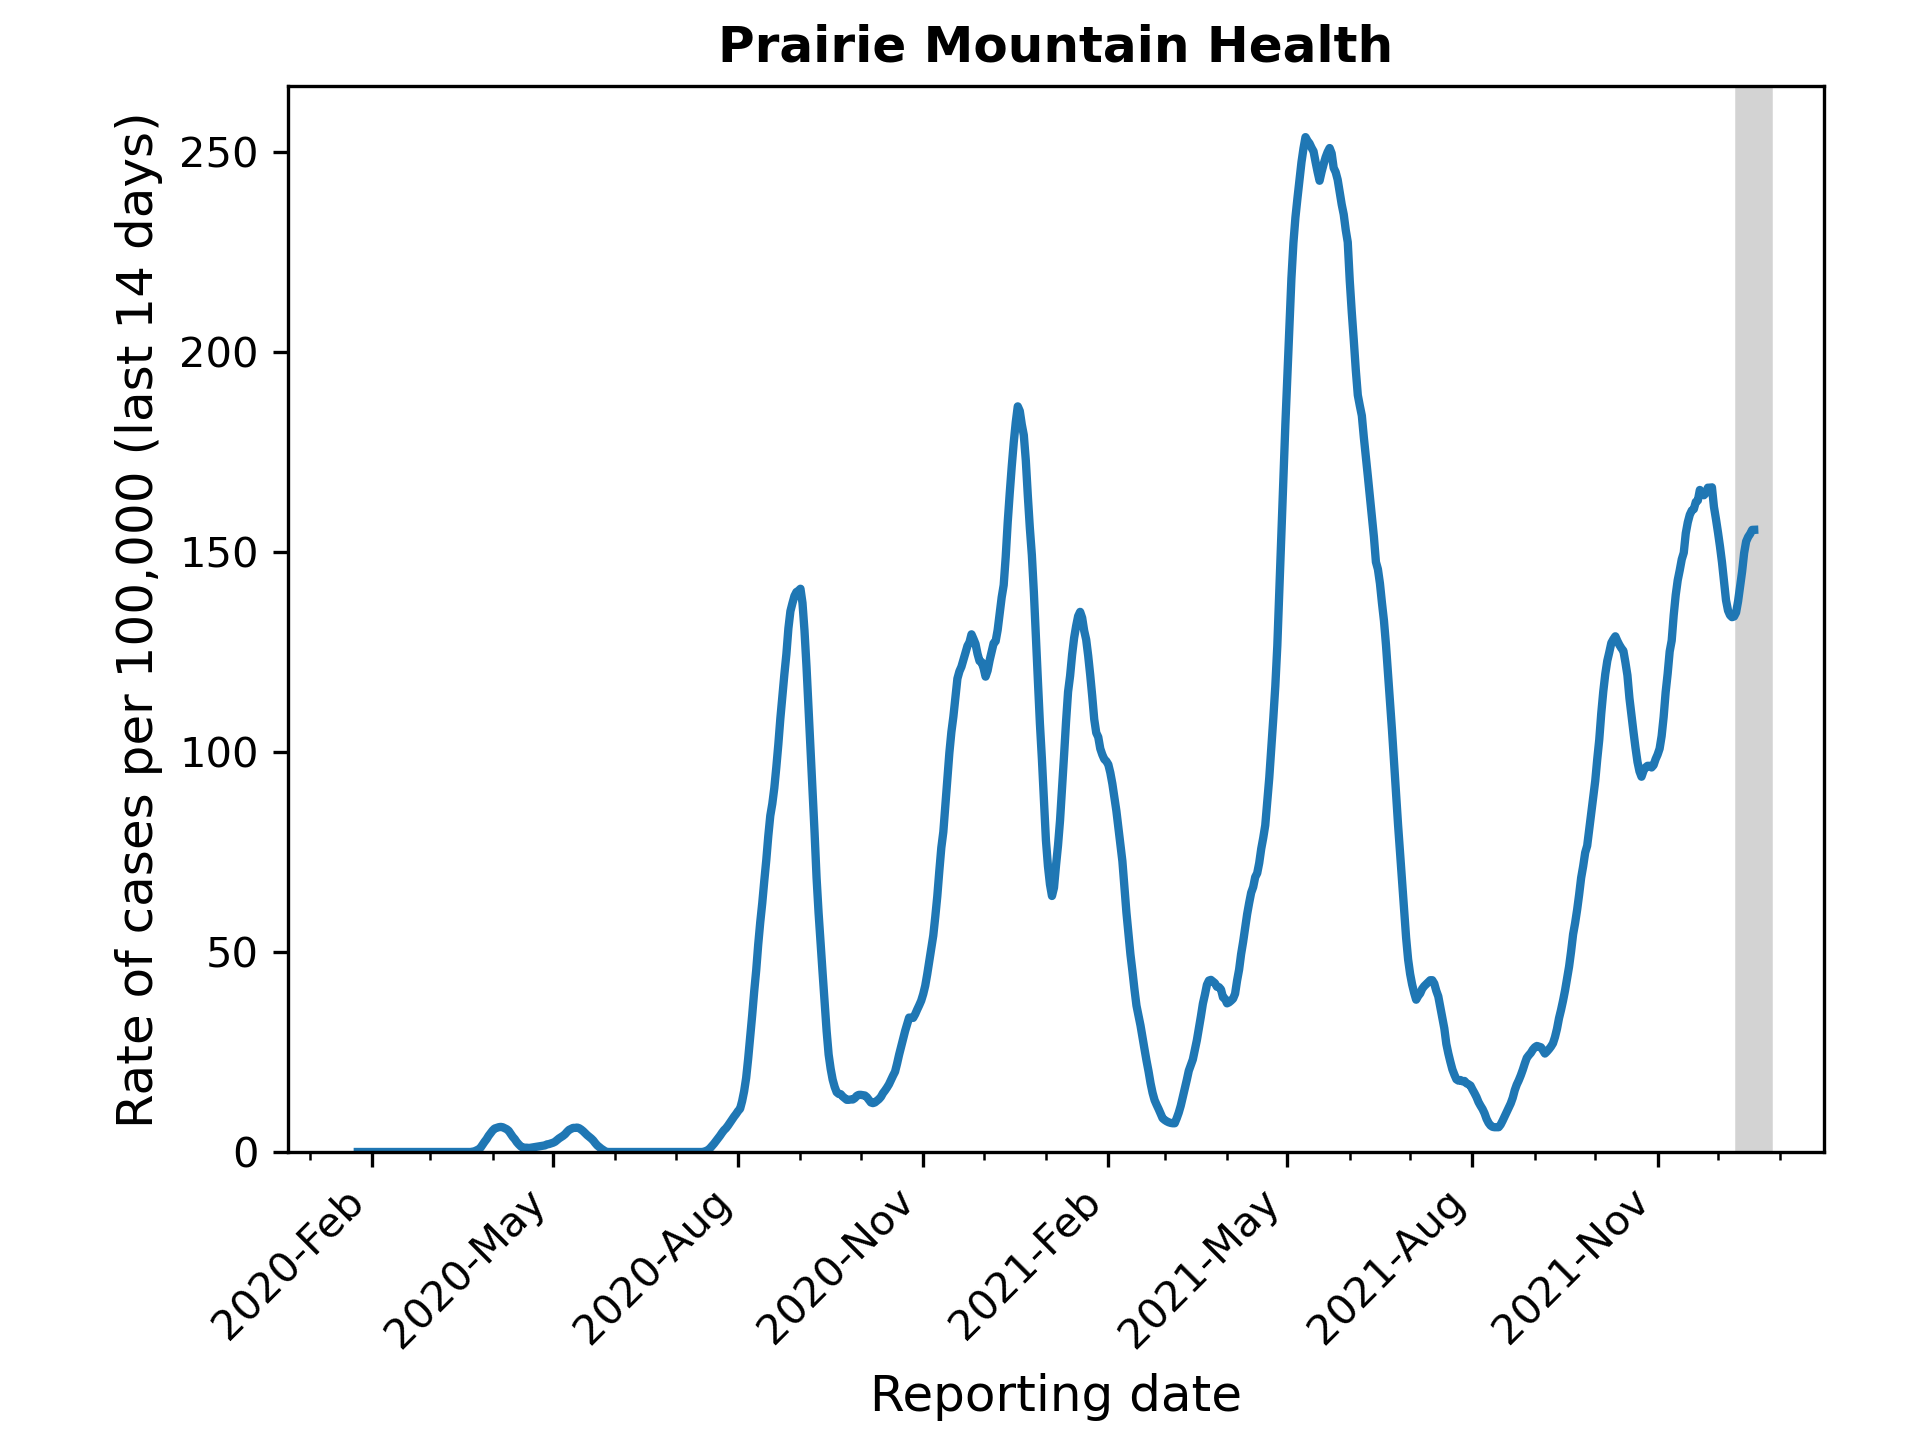 Prairie Mountain Health
Rate of cases per 100,000 (last 14 days)
250
200
150
100
50
0
2020-Feb
2020-May
2020-Aug
2020-Nov
2021-Feb
2021-May
2021-Aug
2021-Nov
Reporting date